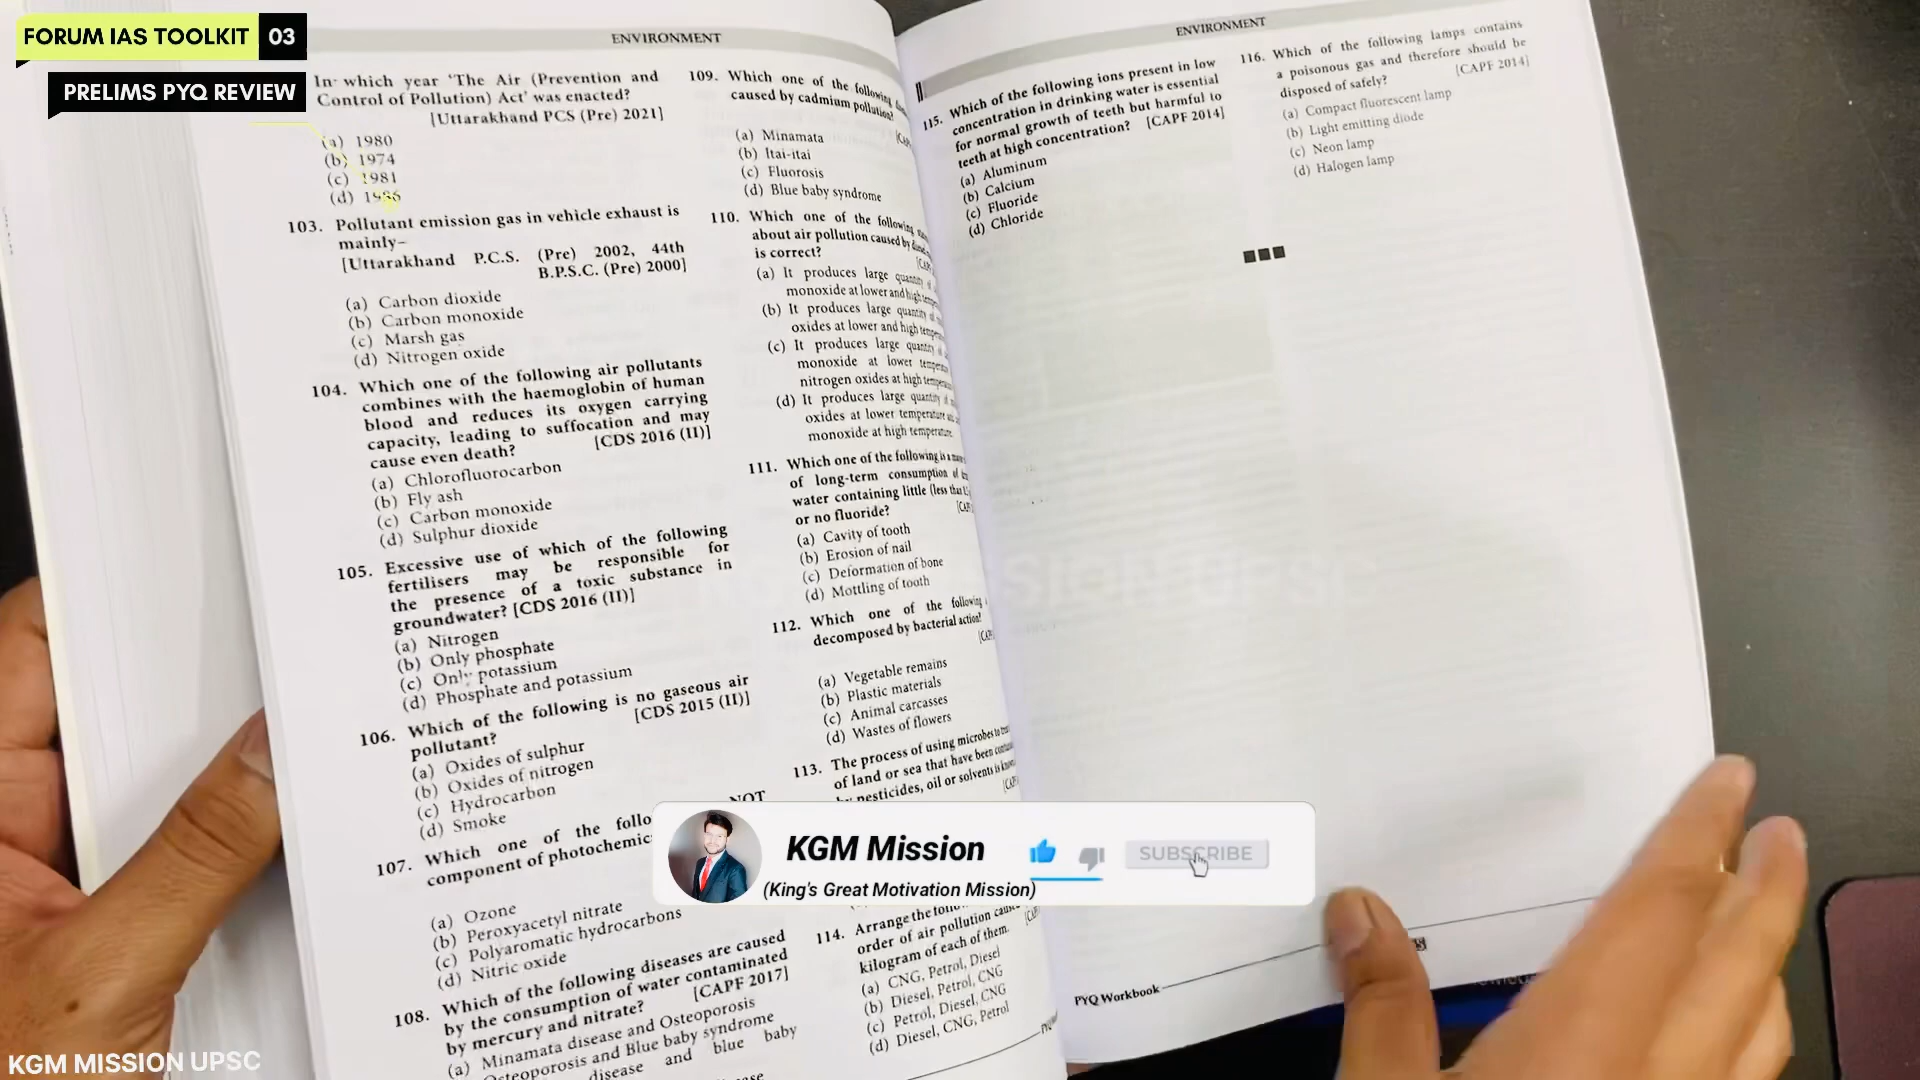 FORUM IAS TOOLKIT 03
PRELIMS PYQ REVIEW
ENVIRONMENT
In which year 'The Air (Prevention and
Control of Pollution) Act' was enacted?
[Uttarakhand PCS (Pre) 2021]
(a) 1980
(b) 1974
(c) 1981
(d) 1986
103. Pollutant emission gas in vehicle exhaust is
mainly–
[Uttarakhand P.C.S. (Pre) 2002, 44th
B.P.S.C. (Pre) 2000]
(a) Carbon dioxide
(b) Carbon monoxide
(c) Marsh gas
(d) Nitrogen oxide
104. Which one of the following air pollutants
combines with the haemoglobin of human
blood and reduces its oxygen carrying
capacity, leading to suffocation and may
cause even death? [CDS 2016 (II)]
(a) Chlorofluorocarbon
(b) Fly ash
(c) Carbon monoxide
(d) Sulphur dioxide
105. Excessive use of which of the following
fertilisers may be responsible for
the presence of a toxic substance in
groundwater? [CDS 2016 (II)]
(a) Nitrogen
(b) Only phosphate
(c) Only potassium
(d) Phosphate and potassium
106. Which of the following is no gaseous air
pollutant? [CDS 2015 (II)]
(a) Oxides of sulphur
(b) Oxides of nitrogen
(c) Hydrocarbon
(d) Smoke
107. Which one of the follo NOT
component of photochemic
(a) Ozone
(b) Peroxyacetyl nitrate
(c) Polyaromatic hydrocarbons
(d) Nitric oxide
108. Which of the following diseases are caused
by the consumption of water contaminated
by mercury and nitrate? [CAPF 2017]
(a) Minamata disease and Osteoporosis
Osteoporosis and Blue baby syndrome
disease and blue baby
109. Which one of the following
caused by cadmium pollution?
(a) Minamata
(b) Itai-itai
(c) Fluorosis
(d) Blue baby syndrome
110. Which one of the following
about air pollution caused by
is correct?
(a) It produces large quantity of
monoxide at lower and high
(b) It produces large quantity of
oxides at lower and high
(c) It produces large quantity
monoxide at lower
nitrogen oxides at high
(d) It produces large quantity
oxides at lower temperature
monoxide at high temperature.
111. Which one of the following is a
of long-term consumption of
water containing little (less than
or no fluoride?
(a) Cavity of tooth
(b) Erosion of nail
(c) Deformation of bone
(d) Mottling of tooth
112. Which one of the following
decomposed by bacterial action?
(a) Vegetable remains
(b) Plastic materials
(c) Animal carcasses
(d) Wastes of flowers
113. The process of using microbes to
of land or sea that have been
pesticides, oil or solvents is
114. Arrange the
order of air pollution
kilogram of each of them.
(a) CNG, Petrol, Diesel
(b) Diesel, Petrol, CNG
(c) Petrol, Diesel, CNG
(d) Diesel, CNG, Petrol
ENVIRONMENT
115. Which of the following ions present in low
concentration in drinking water is essential
for normal growth of teeth but harmful to
teeth at high concentration? [CAPF 2014]
(a) Aluminum
(b) Calcium
(c) Fluoride
(d) Chloride
116. Which of the following lamps contains
a poisonous gas and therefore should be
disposed of safely? [CAPF 2014]
(a) Compact fluorescent lamp
(b) Light emitting diode
(c) Neon lamp
(d) Halogen lamp
PYQ Workbook
KGM Mission
(King's Great Motivation Mission)
SUBSCRIBE
KGM MISSION UPSC